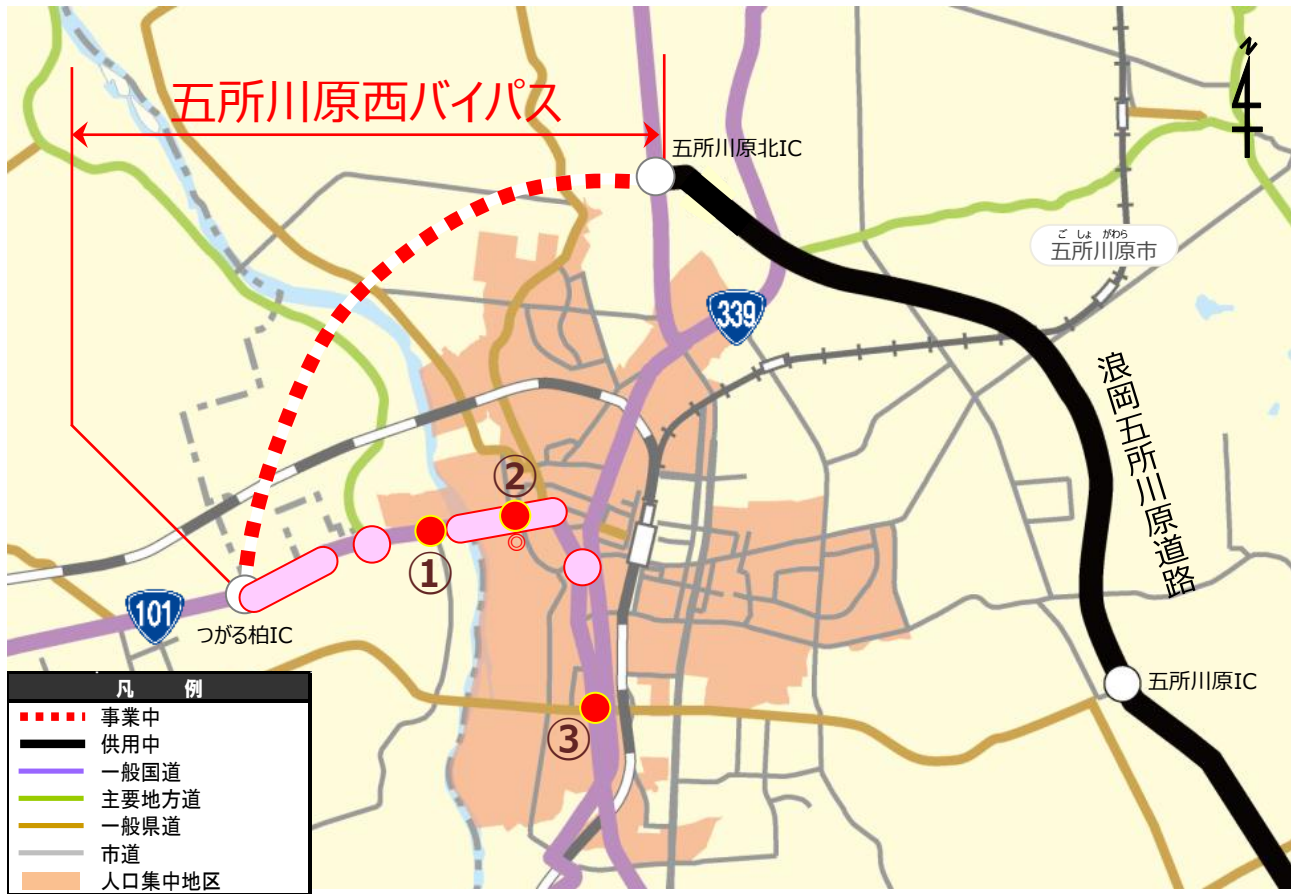 五所川原西バイパス
N
五所川原北IC
ごしょがわら
五所川原市
339
浪岡五所川原道路
②
①
101
つがる柏IC
五所川原IC
③
凡 例
事業中
供用中
一般国道
主要地方道
一般県道
市道
人口集中地区